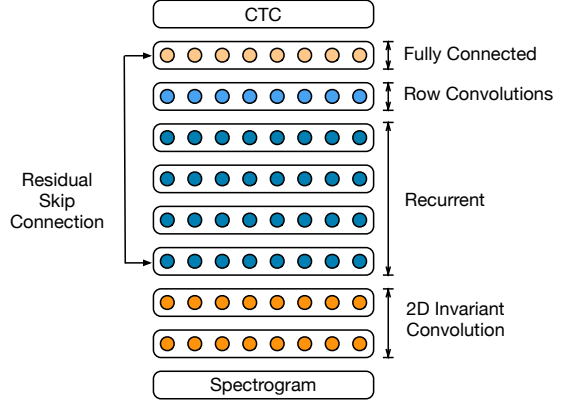 CTC
Fully Connected
Row Convolutions
Residual
Skip
Connection
Recurrent
2D Invariant
Convolution
Spectrogram